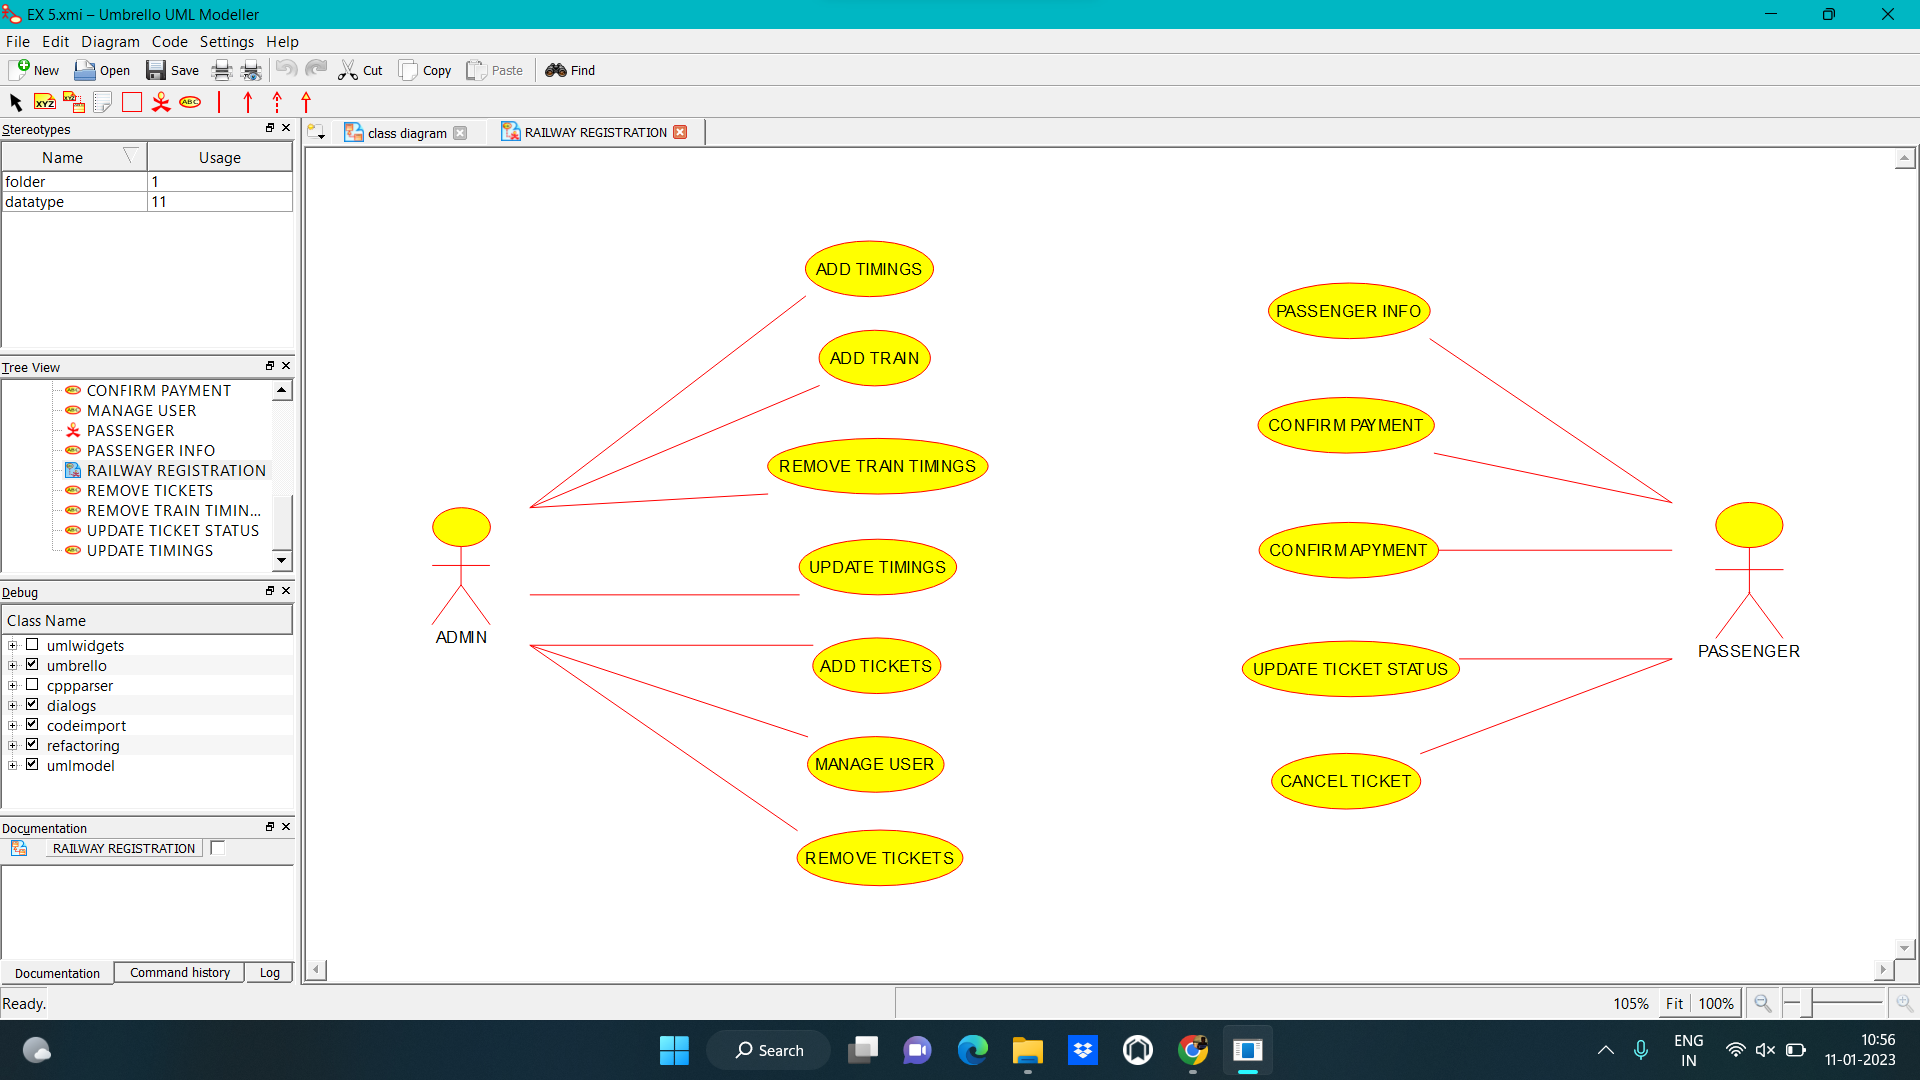 EX 5.xmi – Umbrello UML Modeller
File Edit Diagram Code Settings Help
New Open Save Cut Copy Paste Find
XYZ XYZ ABC
Stereotypes
Name Usage
folder 1
datatype 11
Tree View
CONFIRM PAYMENT
MANAGE USER
PASSENGER
PASSENGER INFO
RAILWAY REGISTRATION
REMOVE TICKETS
REMOVE TRAIN TIMIN...
UPDATE TICKET STATUS
UPDATE TIMINGS
Debug
Class Name
umlwidgets
umbrello
cppparser
dialogs
codeimport
refactoring
umlmodel
Documentation
RAILWAY REGISTRATION
Documentation Command history Log
Ready.
class diagram RAILWAY REGISTRATION
ADD TIMINGS
ADD TRAIN
REMOVE TRAIN TIMINGS
UPDATE TIMINGS
ADD TICKETS
MANAGE USER
REMOVE TICKETS
ADMIN
PASSENGER INFO
CONFIRM PAYMENT
CONFIRM APYMENT
UPDATE TICKET STATUS
CANCEL TICKET
PASSENGER
105% Fit 100%
Search
ENG
IN
10:56
11-01-2023